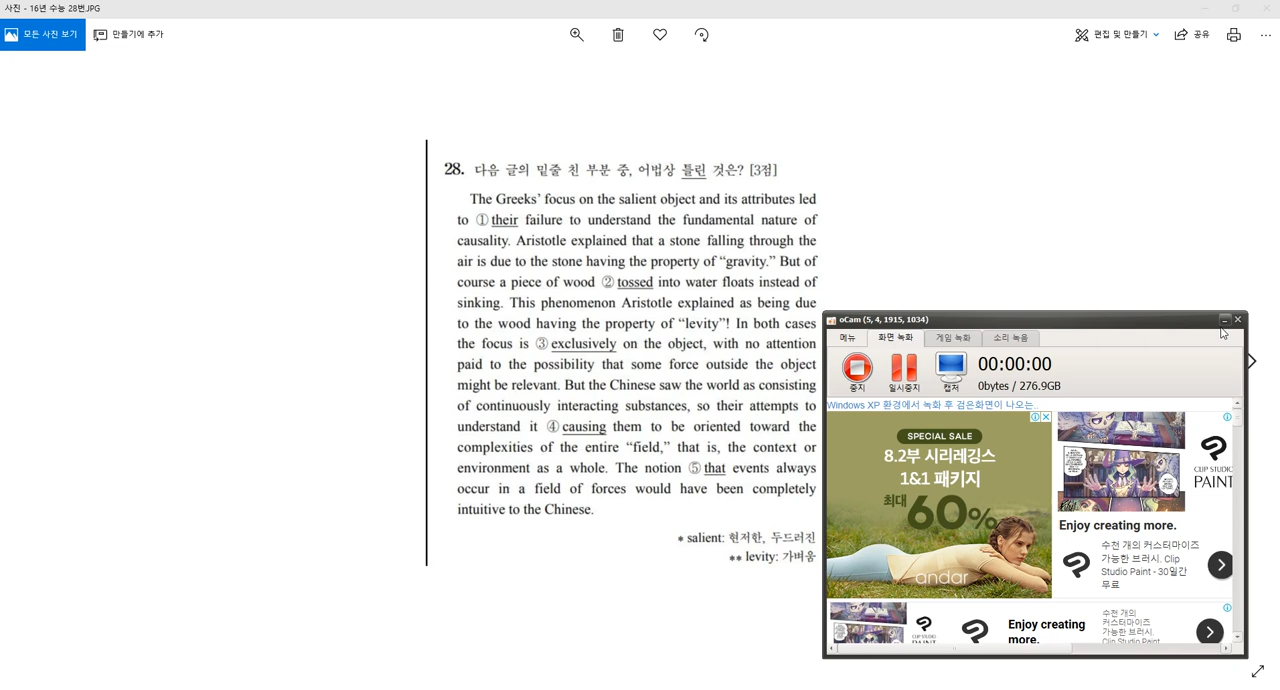 사진 - 16년 수능 28번.JPG
모든 사진 보기
만들기에 추가
편집 및 만들기
공유
28. 다음 글의 밑줄 친 부분 중, 어법상 틀린 것은? [3점]
The Greeks' focus on the salient object and its attributes led
to ① their failure to understand the fundamental nature of
causality. Aristotle explained that a stone falling through the
air is due to the stone having the property of “gravity.” But of
course a piece of wood ② tossed into water floats instead of
sinking. This phenomenon Aristotle explained as being due
to the wood having the property of “levity”! In both cases
the focus is ③ exclusively on the object, with no attention
paid to the possibility that some force outside the object
might be relevant. But the Chinese saw the world as consisting
of continuously interacting substances, so their attempts to
understand it ④ causing them to be oriented toward the
complexities of the entire “field,” that is, the context or
environment as a whole. The notion ⑤ that events always
occur in a field of forces would have been completely
intuitive to the Chinese.
* salient: 현저한, 두드러진
** levity: 가벼움
oCam (5, 4, 1915, 1034)
메뉴
화면 녹화
게임 녹화
소리 녹음
중지
일시중지
캡처
00:00:00
0bytes / 276.9GB
Windows XP 환경에서 녹화 후 검은화면이 나오는..
SPECIAL SALE
8.2부 시리레깅스
1&1 패키지
최대 60%
andar
CLIP STUDIO
PAINT
Enjoy creating more.
수천 개의 커스터마이즈
가능한 브러시. Clip
Studio Paint - 30일간
무료
CLIP STUDIO
PAINT
Enjoy creating
more.
수천 개의
커스터마이즈
가능한 브러시.
Clip Studio Paint